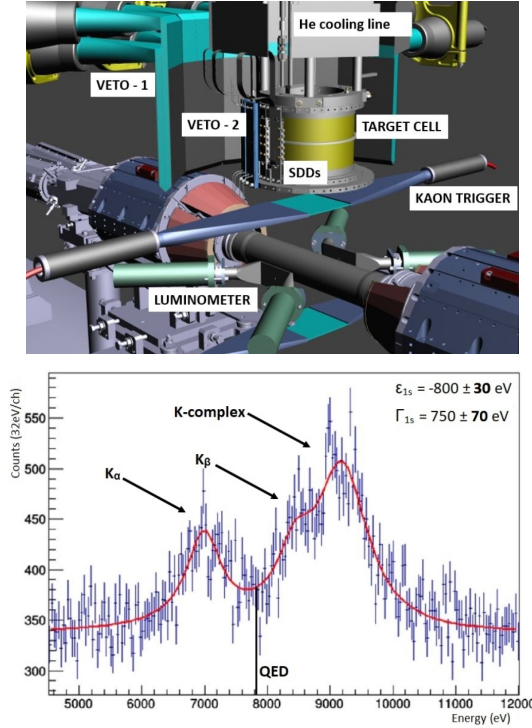 He cooling line
VETO - 1
VETO - 2
TARGET CELL
SDDs
KAON TRIGGER
LUMINOMETER
ε1s = -800 ± 30 eV
Γ1s = 750 ± 70 eV
Counts (32eV/ch)
K-complex
Kα
Kβ
QED
550
500
450
400
350
300
5000 6000 7000 8000 9000 10000 11000 12000
Energy (eV)